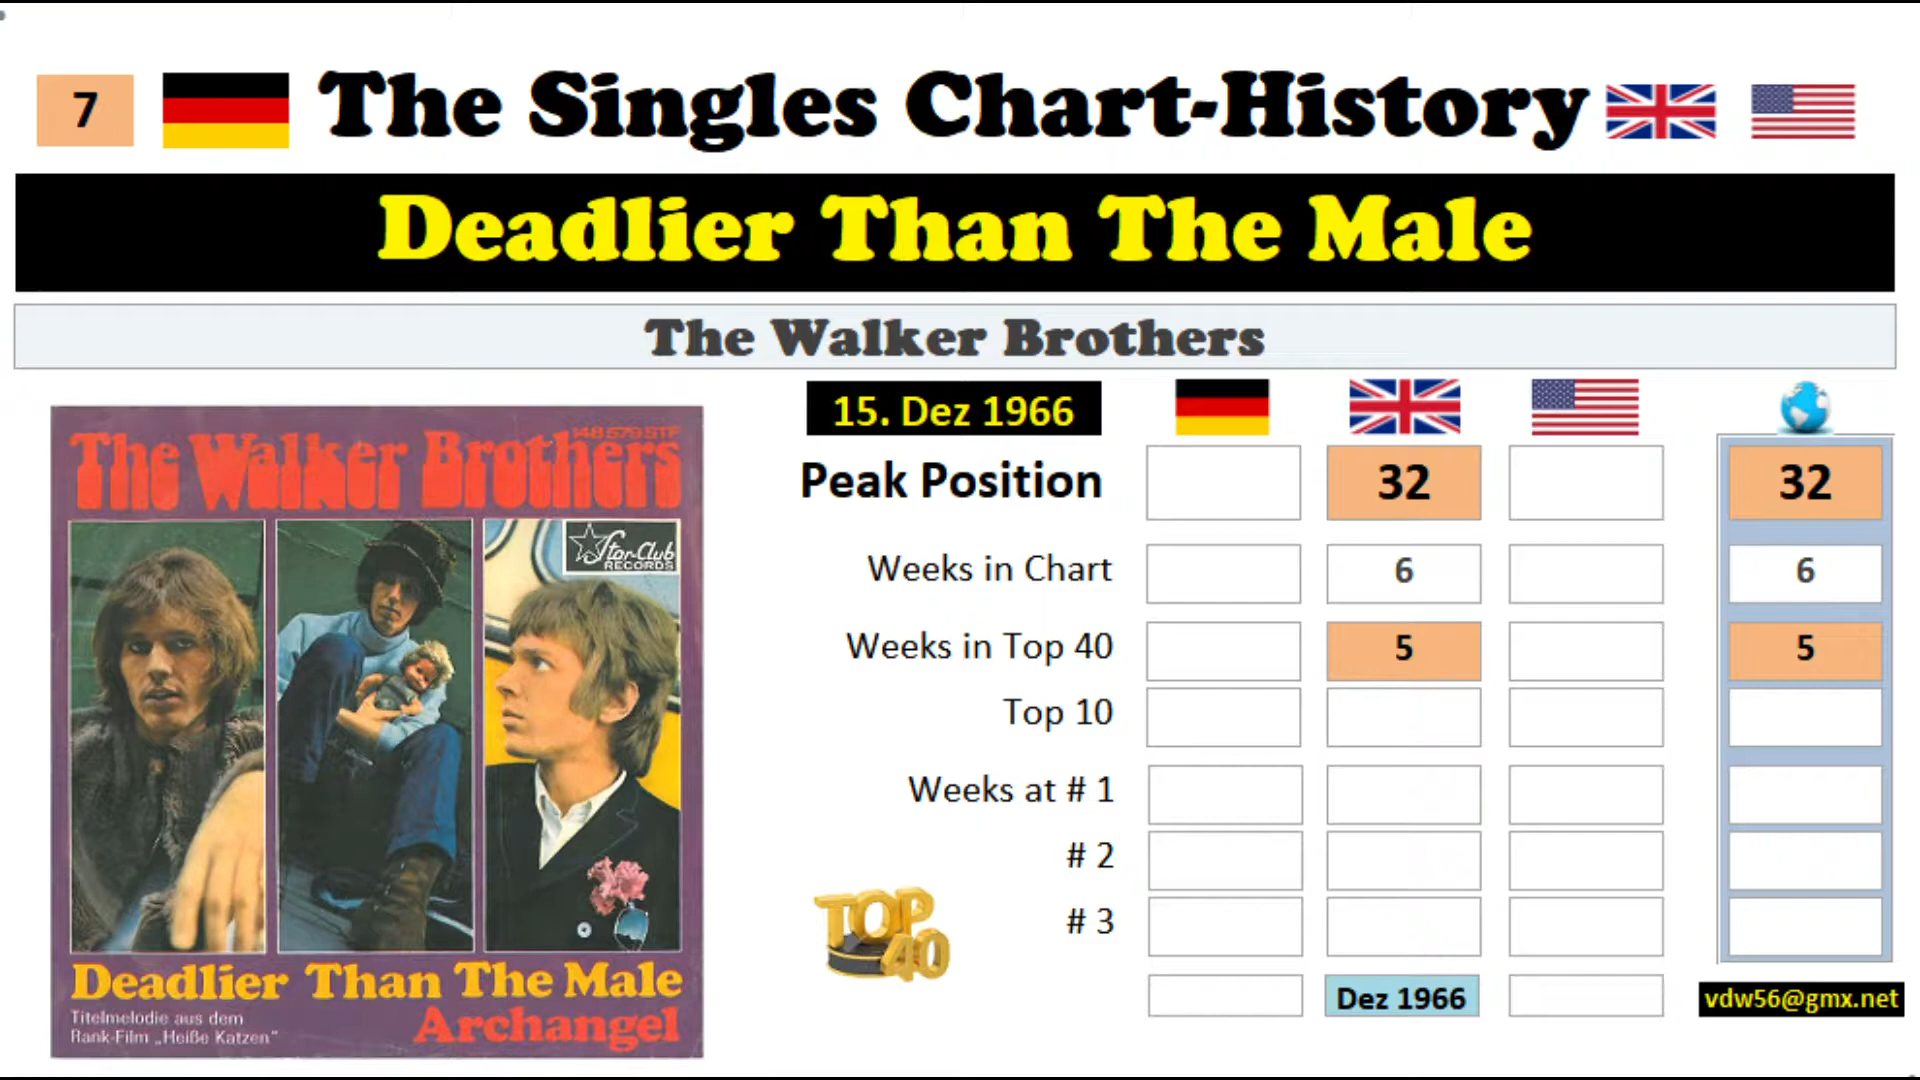 7
The Singles Chart-History
Deadlier Than The Male
The Walker Brothers
The Walker Brothers
148 579 STF
Star-Club
RECORDS
Deadlier Than The Male
Archangel
Titelmelodie aus dem
Rank-Film „Heiße Katzen"
15. Dez 1966
Peak Position 32 32
Weeks in Chart 6 6
Weeks in Top 40 5 5
Top 10
Weeks at # 1
# 2
# 3
TOP
40
Dez 1966
vdw56@gmx.net